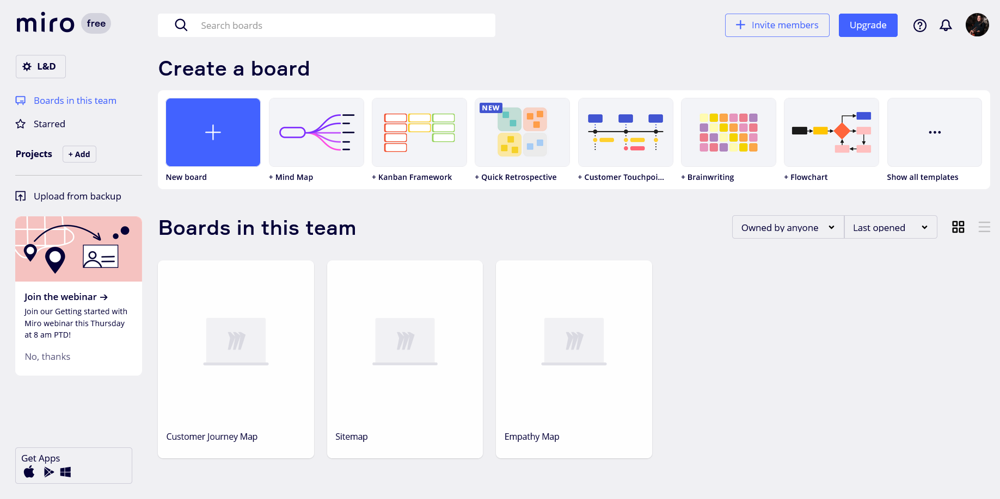 miro free
Search boards
Invite members
Upgrade
L&D
Boards in this team
Starred
Projects
+ Add
Upload from backup
Join the webinar →
Join our Getting started with
Miro webinar this Thursday
at 8 am PTD!
No, thanks
Get Apps
Create a board
NEW
New board
+ Mind Map
+ Kanban Framework
+ Quick Retrospective
+ Customer Touchpoi...
+ Brainwriting
+ Flowchart
Show all templates
Boards in this team
Owned by anyone
Last opened
Customer Journey Map
Sitemap
Empathy Map